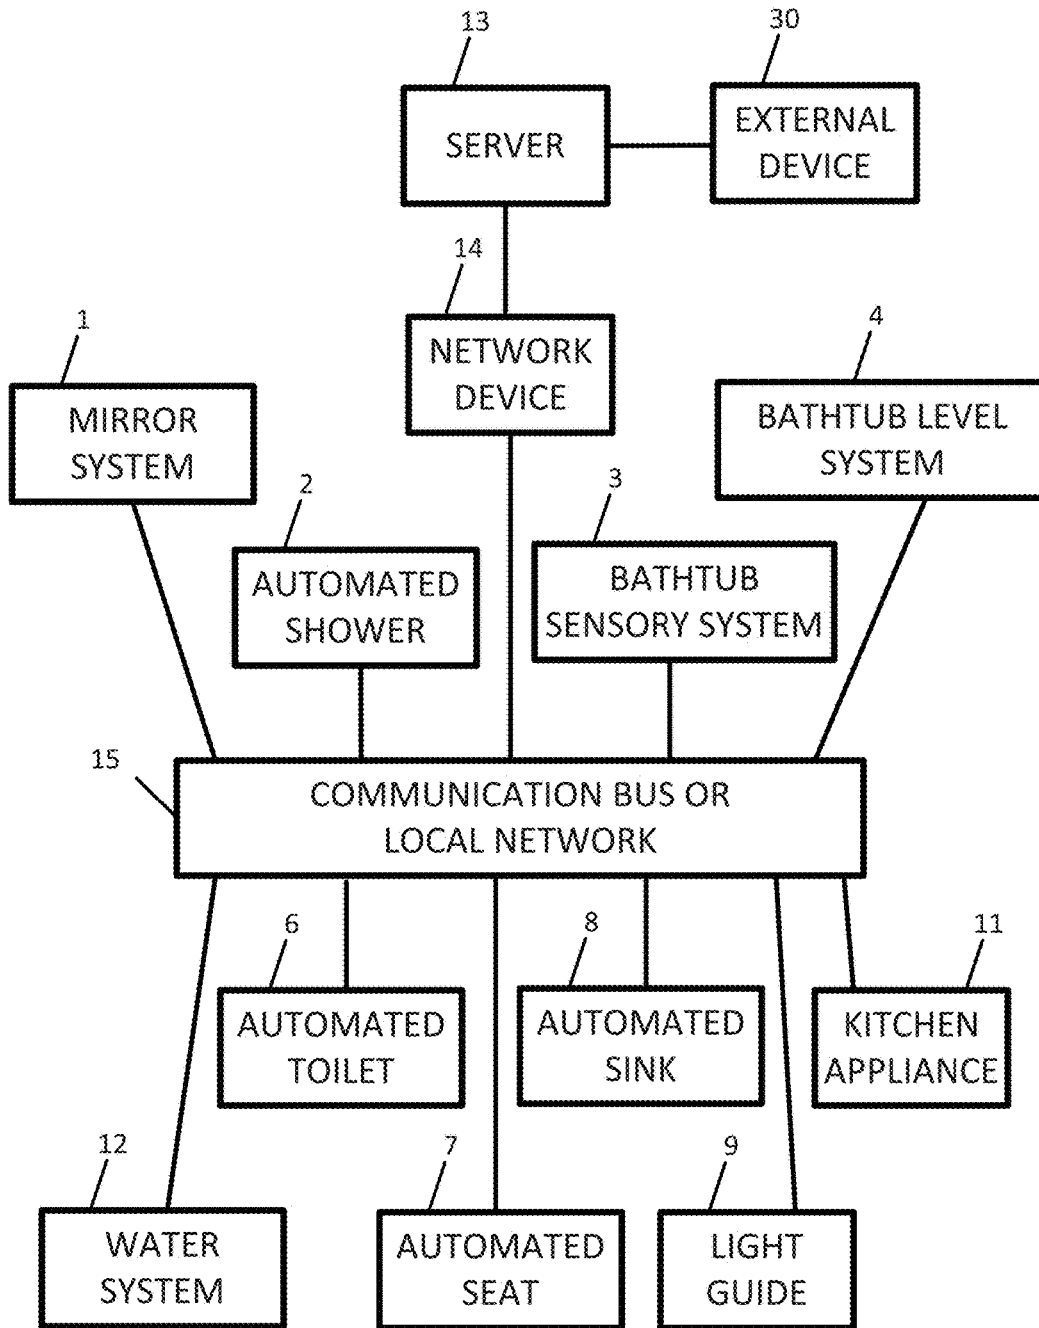 13
30
SERVER
EXTERNAL
DEVICE
14
1
4
NETWORK
DEVICE
MIRROR
SYSTEM
BATHTUB LEVEL
SYSTEM
2
3
AUTOMATED
SHOWER
BATHTUB
SENSORY SYSTEM
15
COMMUNICATION BUS OR
LOCAL NETWORK
6
8
11
AUTOMATED
TOILET
AUTOMATED
SINK
KITCHEN
APPLIANCE
12
7
9
WATER
SYSTEM
AUTOMATED
SEAT
LIGHT
GUIDE